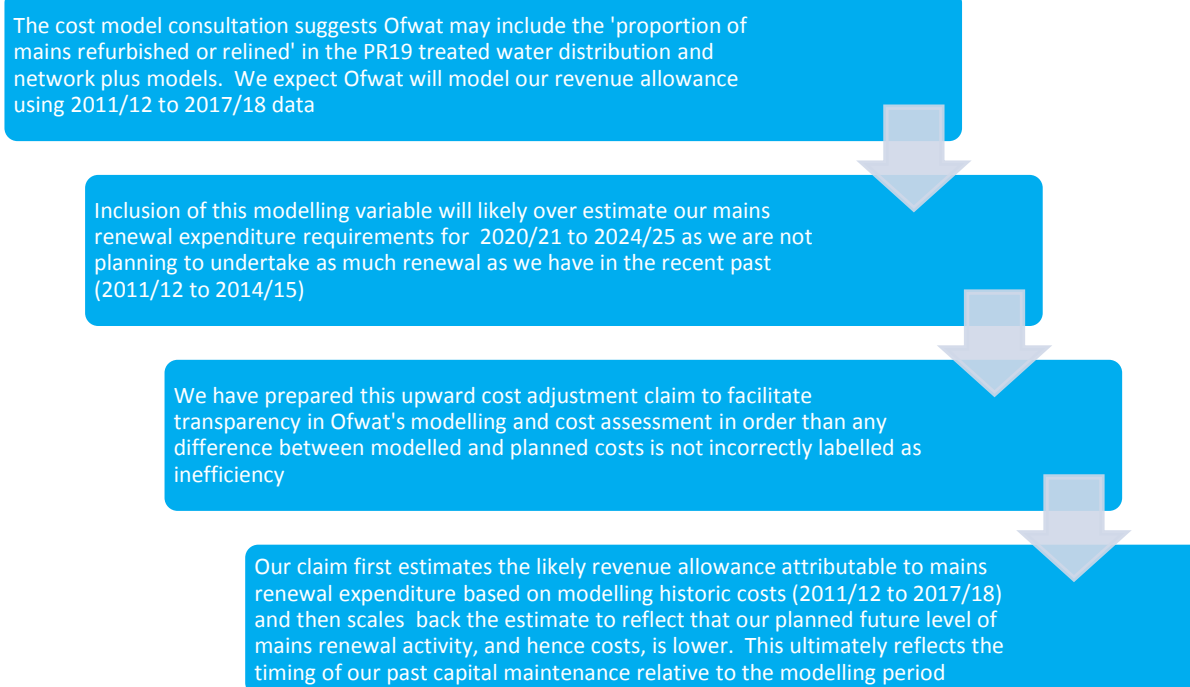 The cost model consultation suggests Ofwat may include the 'proportion of
mains refurbished or relined' in the PR19 treated water distribution and
network plus models.  We expect Ofwat will model our revenue allowance
using 2011/12 to 2017/18 data
Inclusion of this modelling variable will likely over estimate our mains
renewal expenditure requirements for  2020/21 to 2024/25 as we are not
planning to undertake as much renewal as we have in the recent past
(2011/12 to 2014/15)
We have prepared this upward cost adjustment claim to facilitate
transparency in Ofwat's modelling and cost assessment in order than any
difference between modelled and planned costs is not incorrectly labelled as
inefficiency
Our claim first estimates the likely revenue allowance attributable to mains
renewal expenditure based on modelling historic costs (2011/12 to 2017/18)
and then scales  back the estimate to reflect that our planned future level of
mains renewal activity, and hence costs, is lower.  This ultimately reflects the
timing of our past capital maintenance relative to the modelling period